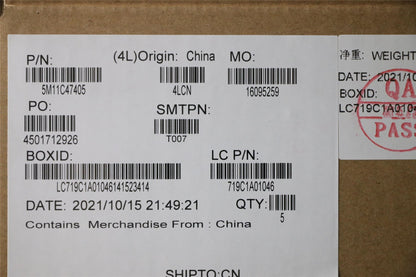 P/N: (4L)Origin: China MO:
5M11C47405 4LCN 16095259
PO: SMTPN:
4501712926 T007
BOXID: LC P/N:
LC719C1A01046141523414 719C1A01046
DATE: 2021/10/15 21:49:21 QTY:
5
Contains Merchandise From : China
SHIPTO:CN
净重: WEIGHT
DATE: 2021/10
BOXID:
LC719C1A0104
QA
PASS